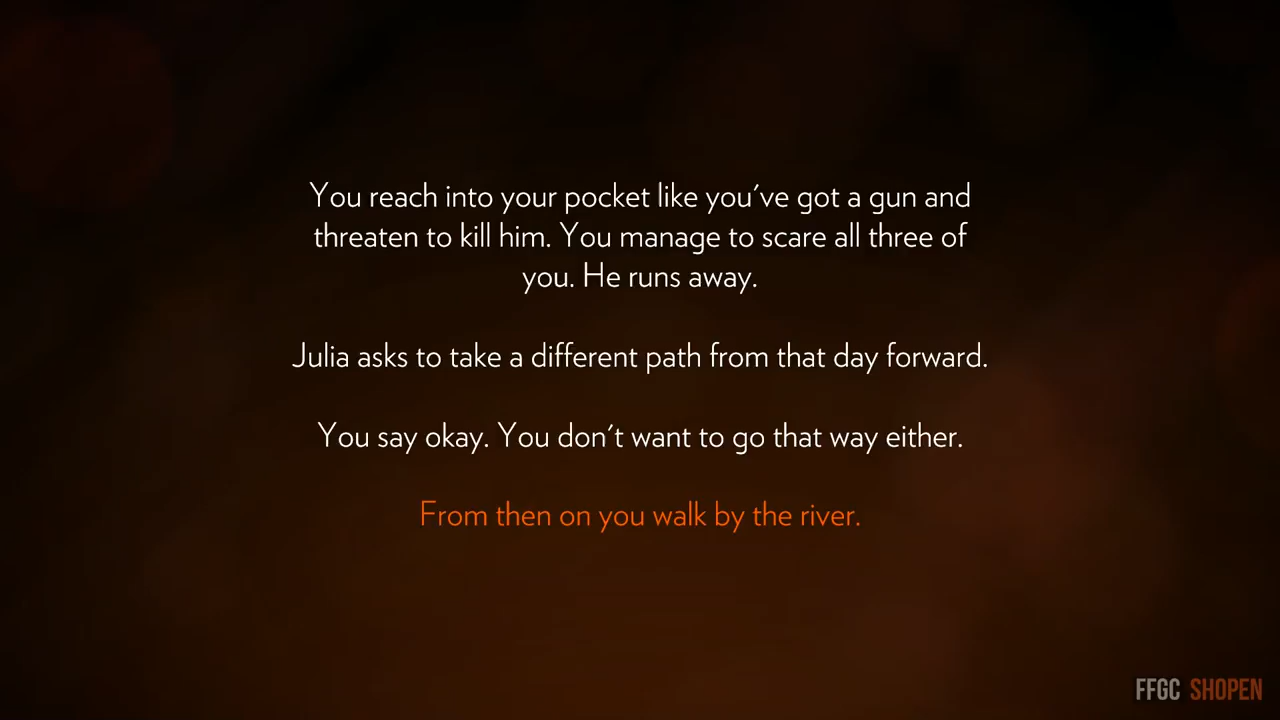 You reach into your pocket like you've got a gun and
threaten to kill him. You manage to scare all three of
you. He runs away.
Julia asks to take a different path from that day forward.
You say okay. You don't want to go that way either.
From then on you walk by the river.
FFGC SHOPEN